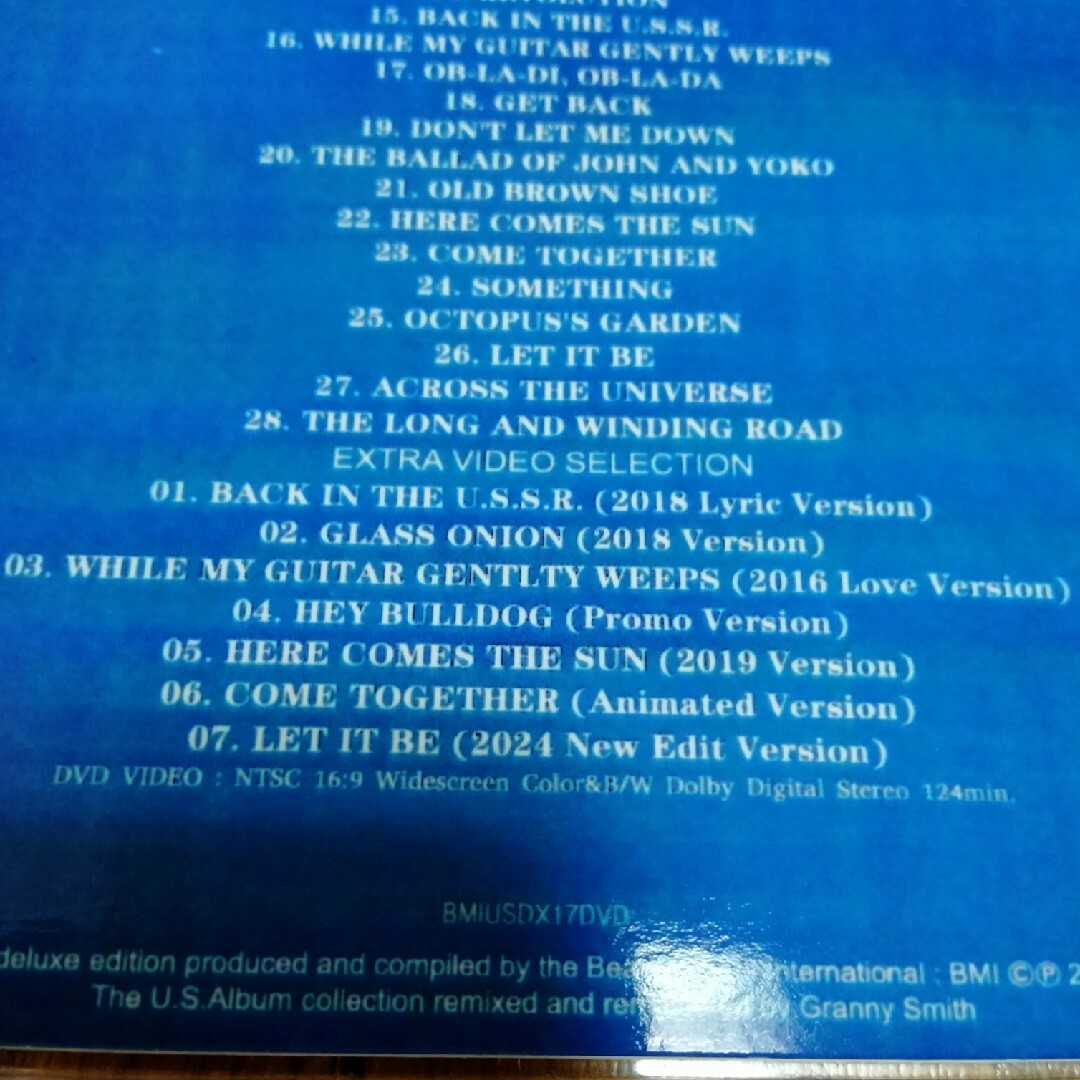 15. BACK IN THE U.S.S.R.
16. WHILE MY GUITAR GENTLY WEEPS
17. OB-LA-DI, OB-LA-DA
18. GET BACK
19. DON'T LET ME DOWN
20. THE BALLAD OF JOHN AND YOKO
21. OLD BROWN SHOE
22. HERE COMES THE SUN
23. COME TOGETHER
24. SOMETHING
25. OCTOPUS'S GARDEN
26. LET IT BE
27. ACROSS THE UNIVERSE
28. THE LONG AND WINDING ROAD
EXTRA VIDEO SELECTION
01. BACK IN THE U.S.S.R. (2018 Lyric Version)
02. GLASS ONION (2018 Version)
03. WHILE MY GUITAR GENTLTY WEEPS (2016 Love Version)
04. HEY BULLDOG (Promo Version)
05. HERE COMES THE SUN (2019 Version)
06. COME TOGETHER (Animated Version)
07. LET IT BE (2024 New Edit Version)
DVD VIDEO : NTSC 16:9 Widescreen Color&B/W Dolby Digital Stereo 124min.
BMIUSDX17DVD
deluxe edition produced and compiled by the International : BMI ©℗
The U.S.Album collection remixed and by Granny Smith